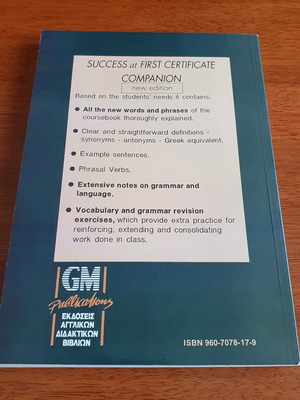 SUCCESS at FIRST CERTIFICATE
COMPANION
new edition
Based on the students' needs it contains:
● All the new words and phrases of the
coursebook thoroughly explained.
● Clear and straightforward definitions -
synonyms - antonyms - Greek equivalent.
● Example sentences.
● Phrasal Verbs.
● Extensive notes on grammar and
language.
● Vocabulary and grammar revision
exercises, which provide extra practice for
reinforcing, extending and consolidating
work done in class.
GM
Publications
ΕΚΔΟΣΕΙΣ
ΑΓΓΛΙΚΩΝ
ΔΙΔΑΚΤΙΚΩΝ
ΒΙΒΛΙΩΝ
ISBN 960-7078-17-9